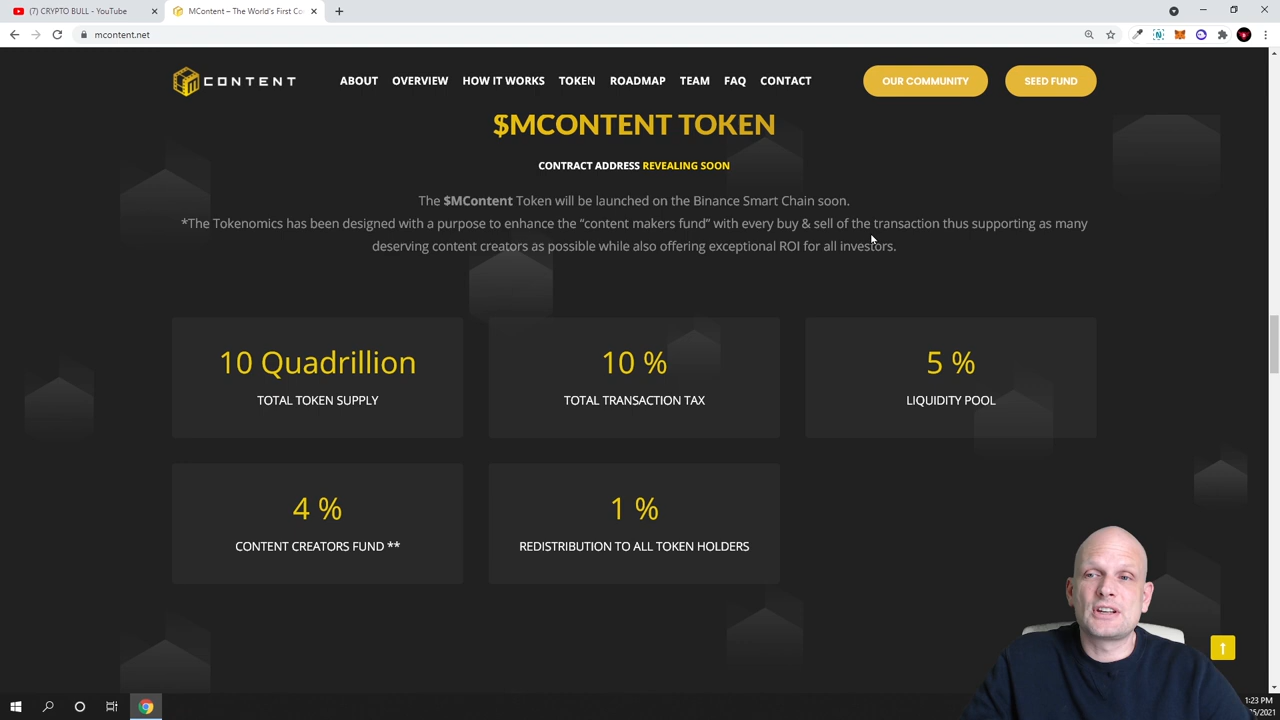 (7) CRYPTO BULL - YouTube
MContent – The World's First Co
mcontent.net
CONTENT
ABOUT OVERVIEW HOW IT WORKS TOKEN ROADMAP TEAM FAQ CONTACT
OUR COMMUNITY
SEED FUND
$MCONTENT TOKEN
CONTRACT ADDRESS REVEALING SOON
The $MContent Token will be launched on the Binance Smart Chain soon.
*The Tokenomics has been designed with a purpose to enhance the “content makers fund” with every buy & sell of the transaction thus supporting as many
deserving content creators as possible while also offering exceptional ROI for all investors.
10 Quadrillion
TOTAL TOKEN SUPPLY
10 %
TOTAL TRANSACTION TAX
5 %
LIQUIDITY POOL
4 %
CONTENT CREATORS FUND **
1 %
REDISTRIBUTION TO ALL TOKEN HOLDERS
1:23 PM